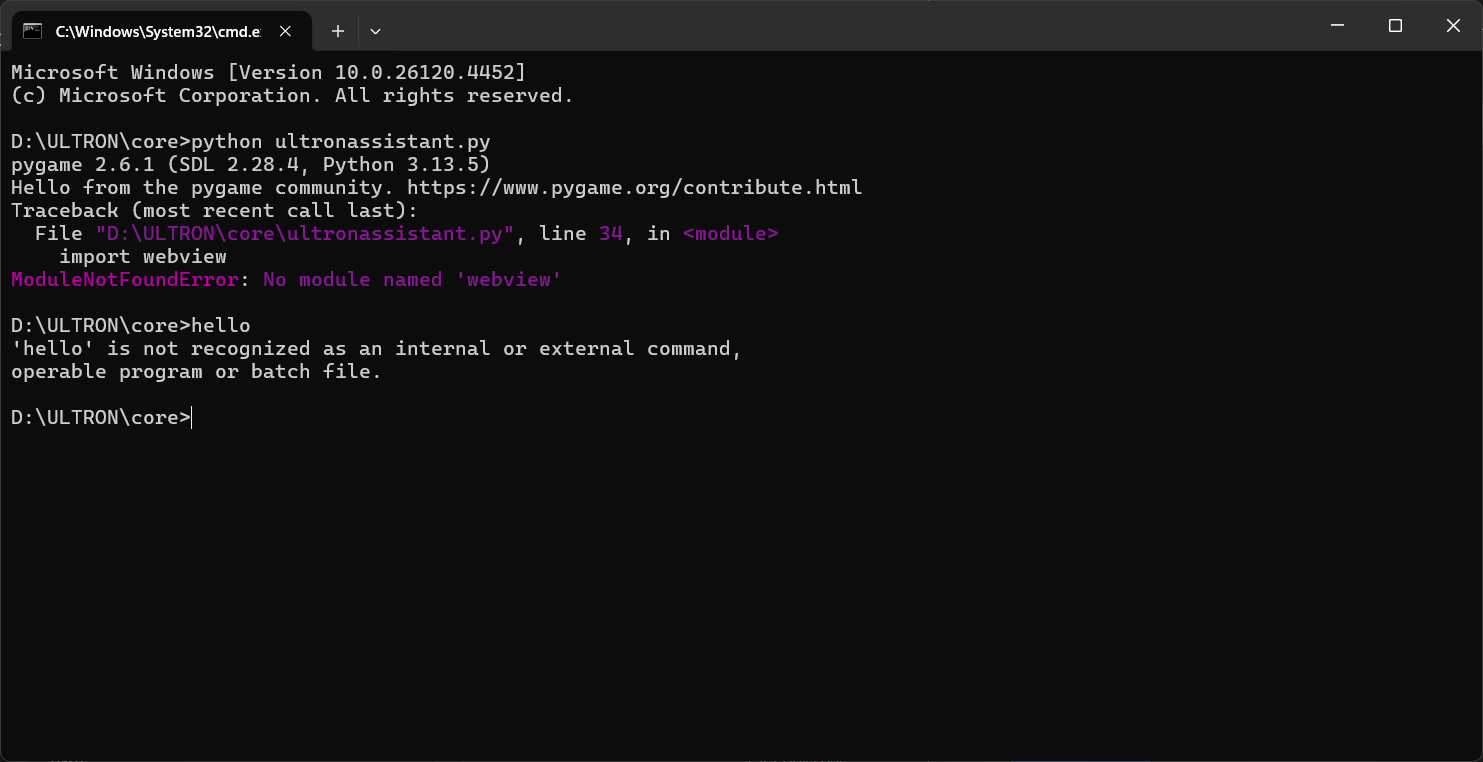 C:\Windows\System32\cmd.e
Microsoft Windows [Version 10.0.26120.4452]
(c) Microsoft Corporation. All rights reserved.
D:\ULTRON\core>python ultronassistant.py
pygame 2.6.1 (SDL 2.28.4, Python 3.13.5)
Hello from the pygame community. https://www.pygame.org/contribute.html
Traceback (most recent call last):
  File "D:\ULTRON\core\ultronassistant.py", line 34, in <module>
    import webview
ModuleNotFoundError: No module named 'webview'
D:\ULTRON\core>hello
'hello' is not recognized as an internal or external command,
operable program or batch file.
D:\ULTRON\core>